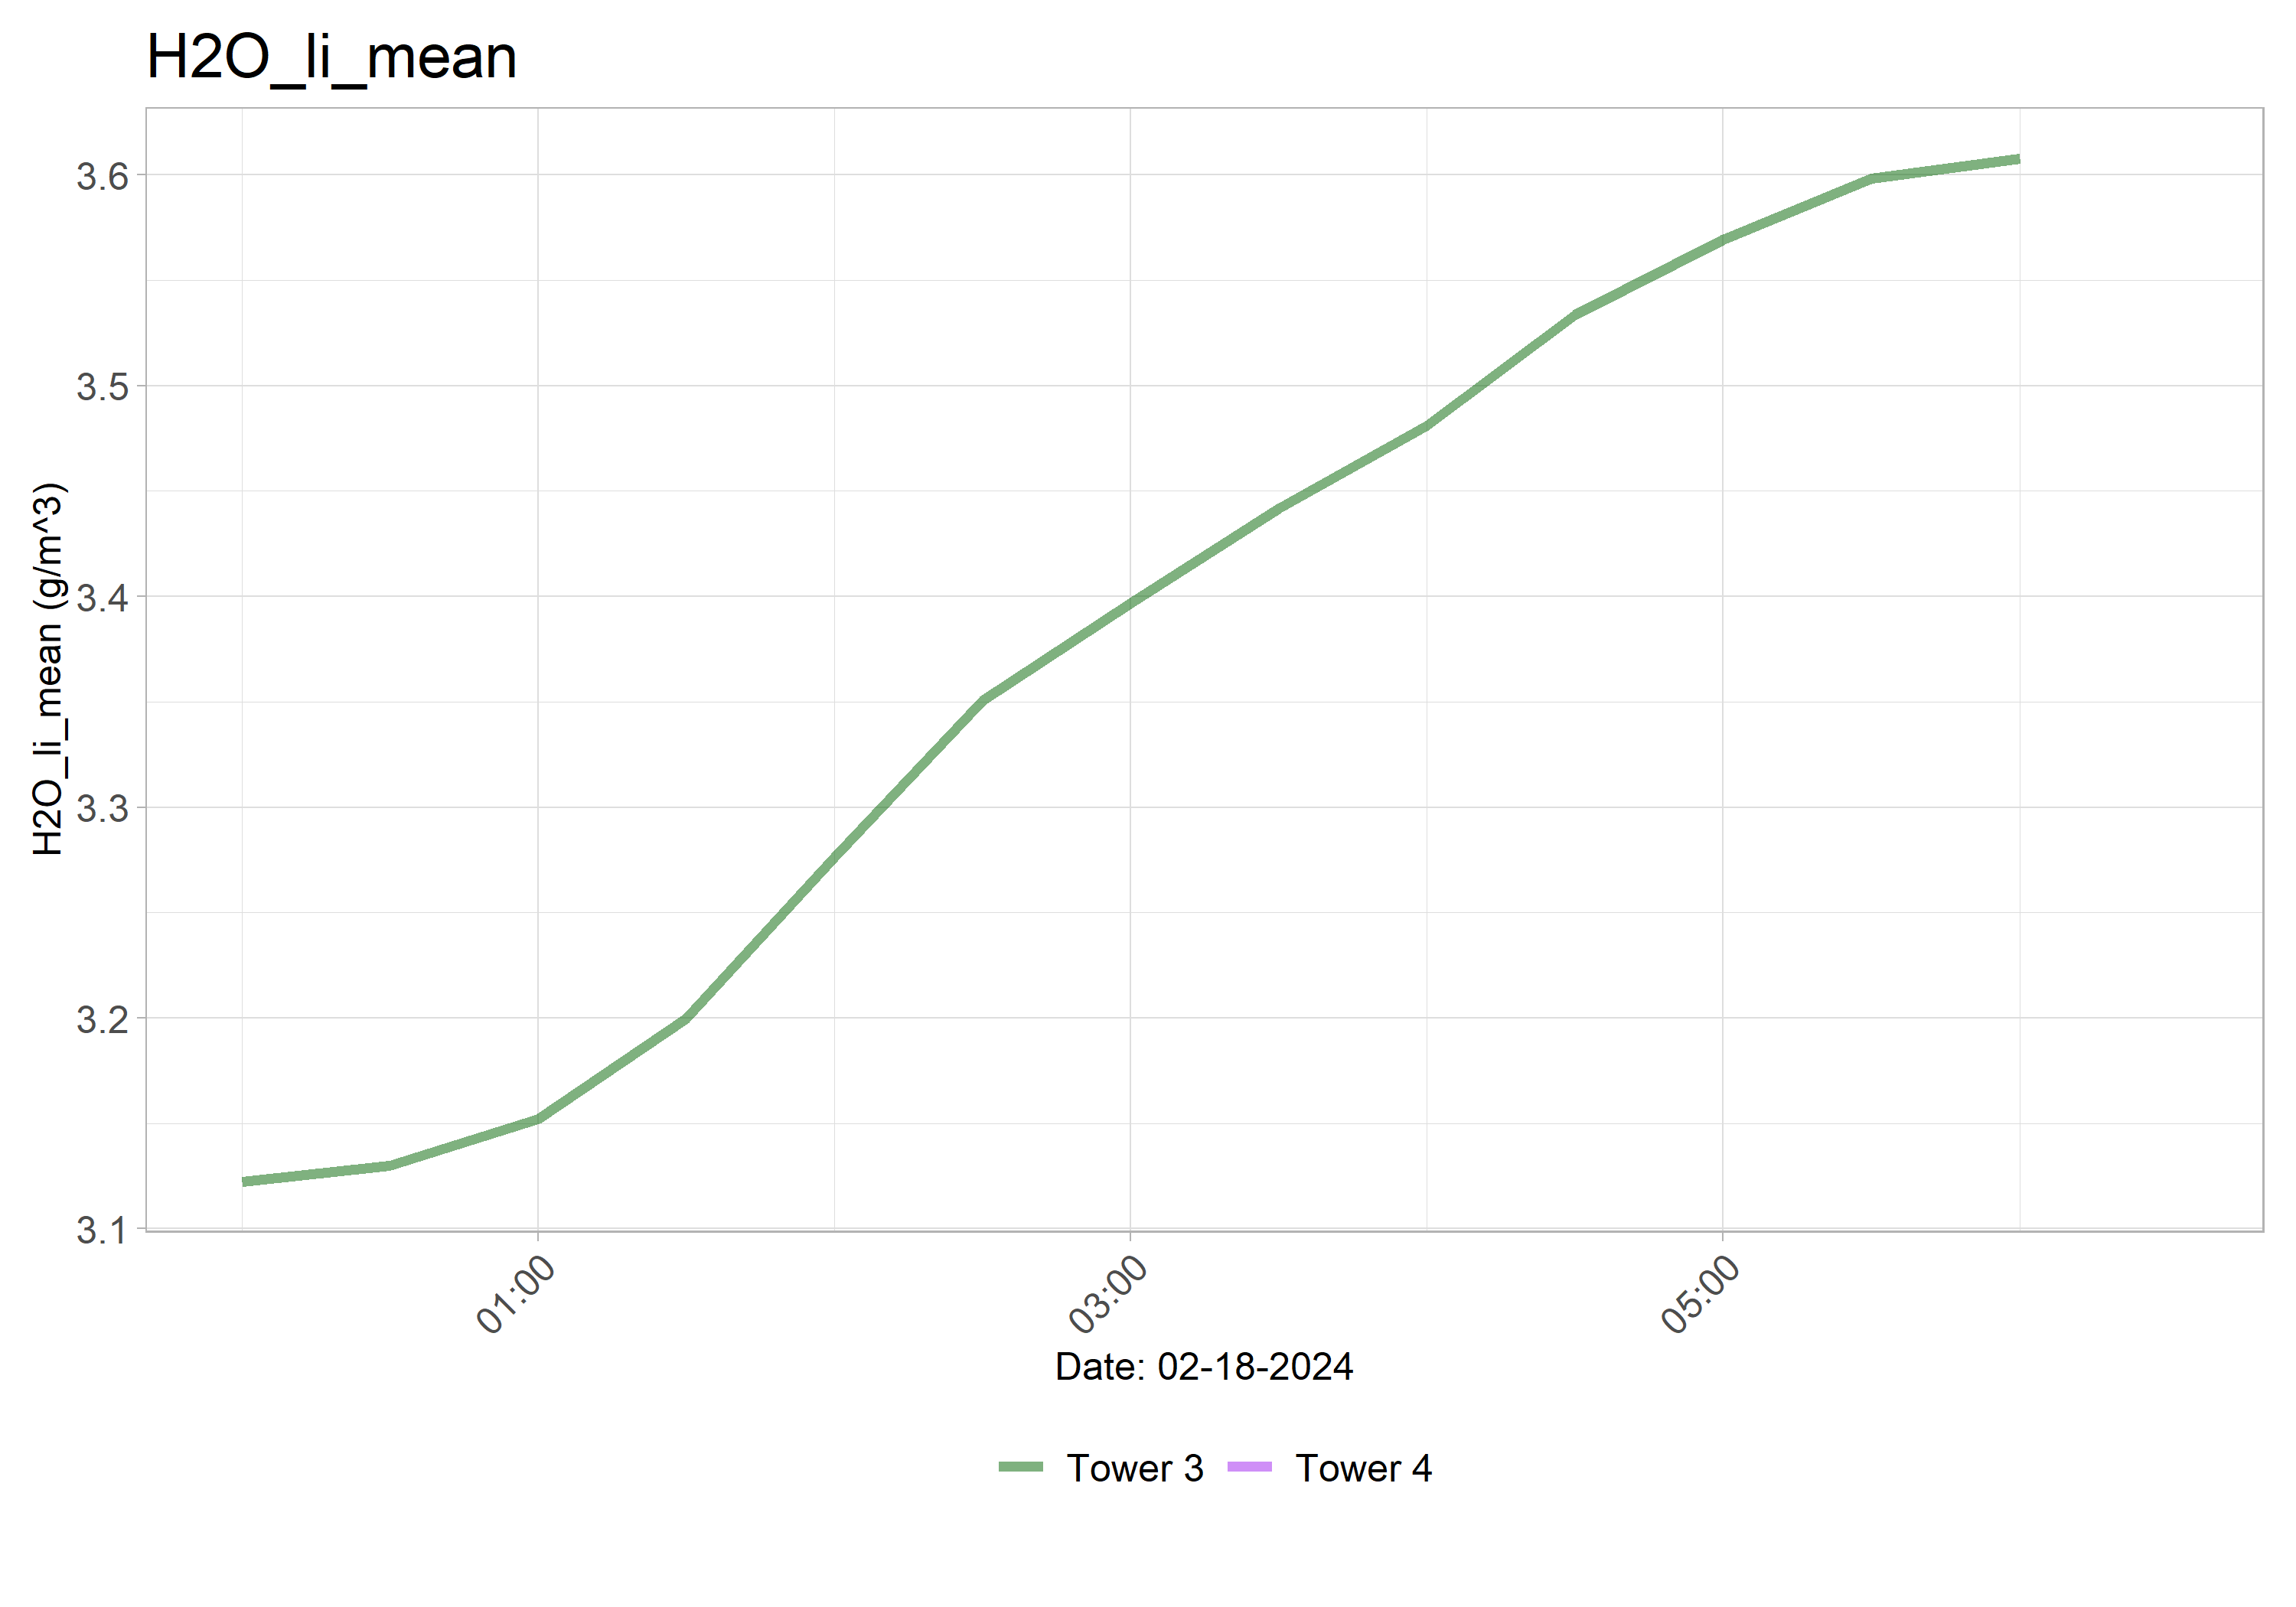 H2O_li_mean
H2O_li_mean (g/m^3)
3.6
3.5
3.4
3.3
3.2
3.1
01:00 03:00 05:00
Date: 02-18-2024
Tower 3 Tower 4